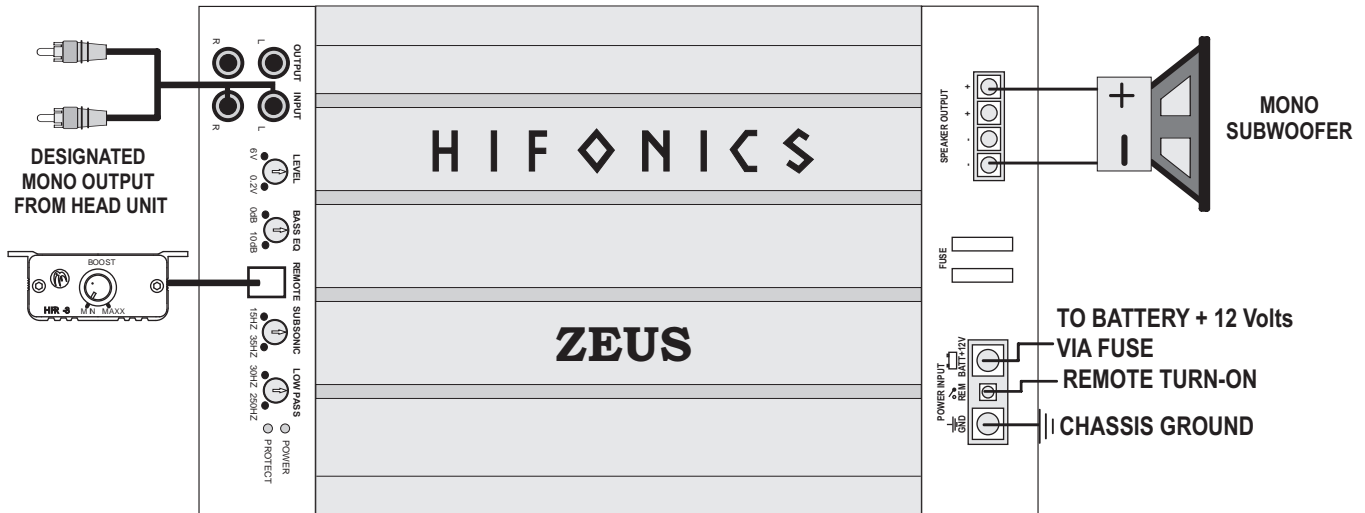 R
L
OUTPUT
INPUT
R
L
DESIGNATED
MONO OUTPUT
FROM HEAD UNIT
6V
0.2V
LEVEL
0dB
10dB
BASS EQ
REMOTE
BOOST
MIN MAXX
HFR -8
15HZ
35HZ
SUBSONIC
30HZ
250HZ
LOW PASS
POWER
PROTECT
HIFONICS
ZEUS
SPEAKER OUTPUT
+
+
-
-
+
-
MONO
SUBWOOFER
FUSE
POWER INPUT
BATT+12V
REM
GND
TO BATTERY + 12 Volts
VIA FUSE
REMOTE TURN-ON
CHASSIS GROUND